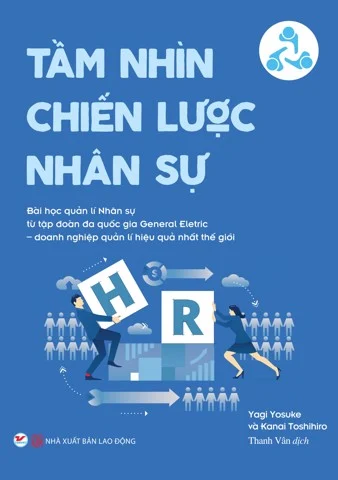 TẦM NHÌN
CHIẾN LƯỢC
NHÂN SỰ
Bài học quản lí Nhân sự
từ tập đoàn đa quốc gia General Eletric
– doanh nghiệp quản lí hiệu quả nhất thế giới
$
H
R
Yagi Yosuke
và Kanai Toshihiro
Thanh Vân dịch
NHÀ XUẤT BẢN LAO ĐỘNG